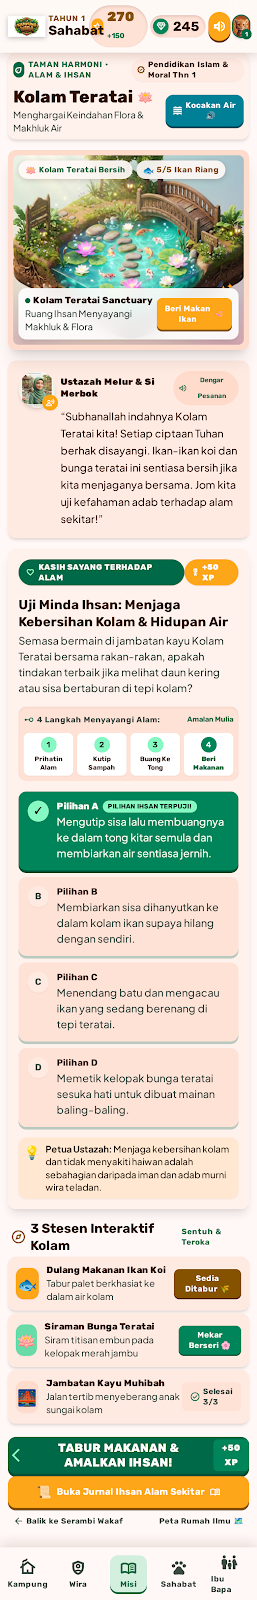 TAHUN 1
Sahabat
270
+150
245
1
TAMAN HARMONI •
ALAM & IHSAN
Pendidikan Islam &
Moral Thn 1
Kolam Teratai 🪷
Menghargai Keindahan Flora &
Makhluk Air
Kocakan Air
🔊
🪷 Kolam Teratai Bersih
🐟 5/5 Ikan Riang
Kolam Teratai Sanctuary
Ruang Ihsan Menyayangi
Makhluk & Flora
Beri Makan
Ikan
Ustazah Melur & Si
Merbok
Dengar
Pesanan
“Subhanallah indahnya Kolam
Teratai kita! Setiap ciptaan Tuhan
berhak disayangi. Ikan-ikan koi dan
bunga teratai ini sentiasa bersih jika
kita menjaganya bersama. Jom kita
uji kefahaman adab terhadap alam
sekitar!”
KASIH SAYANG TERHADAP
ALAM
+50
XP
Uji Minda Ihsan: Menjaga
Kebersihan Kolam & Hidupan Air
Semasa bermain di jambatan kayu Kolam
Teratai bersama rakan-rakan, apakah
tindakan terbaik jika melihat daun kering
atau sisa bertaburan di tepi kolam?
4 Langkah Menyayangi Alam:
Amalan Mulia
1
Prihatin
Alam
2
Kutip
Sampah
3
Buang Ke
Tong
4
Beri
Makanan
✓
Pilihan A
PILIHAN IHSAN TERPUJI!
Mengutip sisa lalu membuangnya
ke dalam tong kitar semula dan
membiarkan air sentiasa jernih.
B
Pilihan B
Membiarkan sisa dihanyutkan ke
dalam kolam ikan supaya hilang
dengan sendiri.
C
Pilihan C
Menendang batu dan mengacau
ikan yang sedang berenang di
tepi teratai.
D
Pilihan D
Memetik kelopak bunga teratai
sesuka hati untuk dibuat mainan
baling-baling.
💡 Petua Ustazah: Menjaga kebersihan kolam
dan tidak menyakiti haiwan adalah
sebahagian daripada iman dan adab murni
wira teladan.
3 Stesen Interaktif
Kolam
Sentuh &
Teroka
Dulang Makanan Ikan Koi
Tabur palet berkhasiat ke
dalam air kolam
Sedia
Ditabur
Siraman Bunga Teratai
Siram titisan embun pada
kelopak merah jambu
Mekar
Berseri 🌸
Jambatan Kayu Muhibah
Jalan tertib menyeberang anak
sungai kolam
Selesai
3/3
TABUR MAKANAN &
AMALKAN IHSAN!
+50
XP
📜 Buka Jurnal Ihsan Alam Sekitar
← Balik ke Serambi Wakaf
Peta Rumah Ilmu 🗺️
Kampung
Wira
Misi
Sahabat
Ibu
Bapa